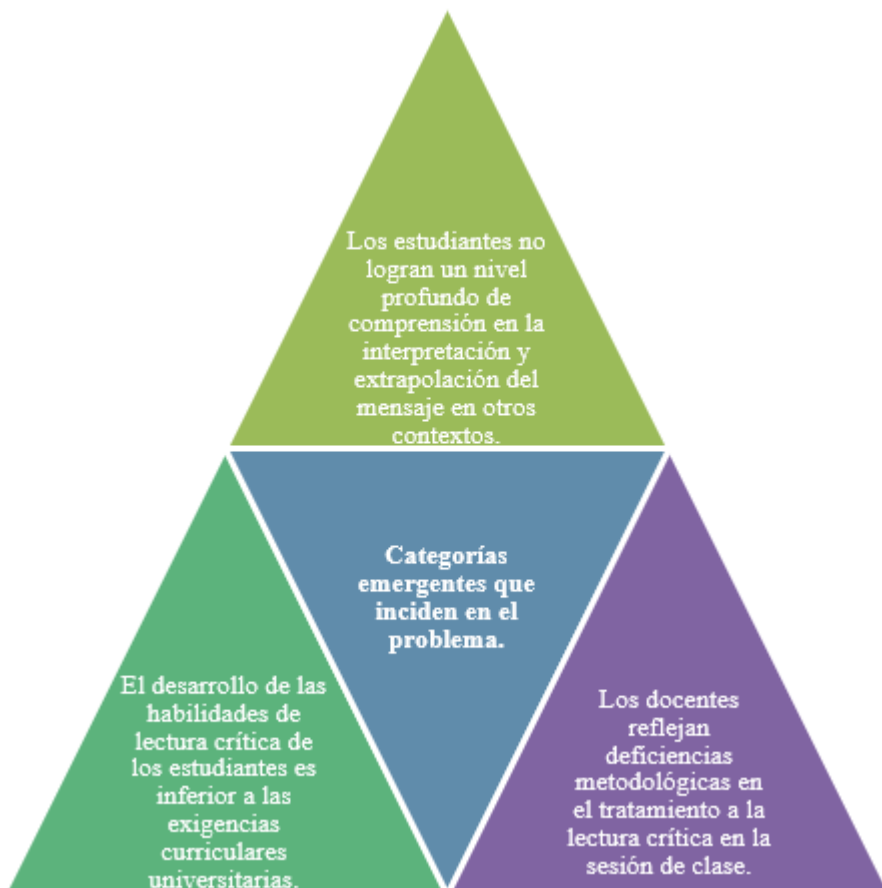 Los estudiantes no
logran un nivel
profundo de
comprensión en la
interpretación y
extrapolación del
mensaje en otros
contextos.
Categorías
emergentes que
inciden en el
problema.
El desarrollo de las
habilidades de
lectura crítica de
los estudiantes es
inferior a las
exigencias
curriculares
universitarias.
Los docentes
reflejan
deficiencias
metodológicas en
el tratamiento a la
lectura crítica en la
sesión de clase.